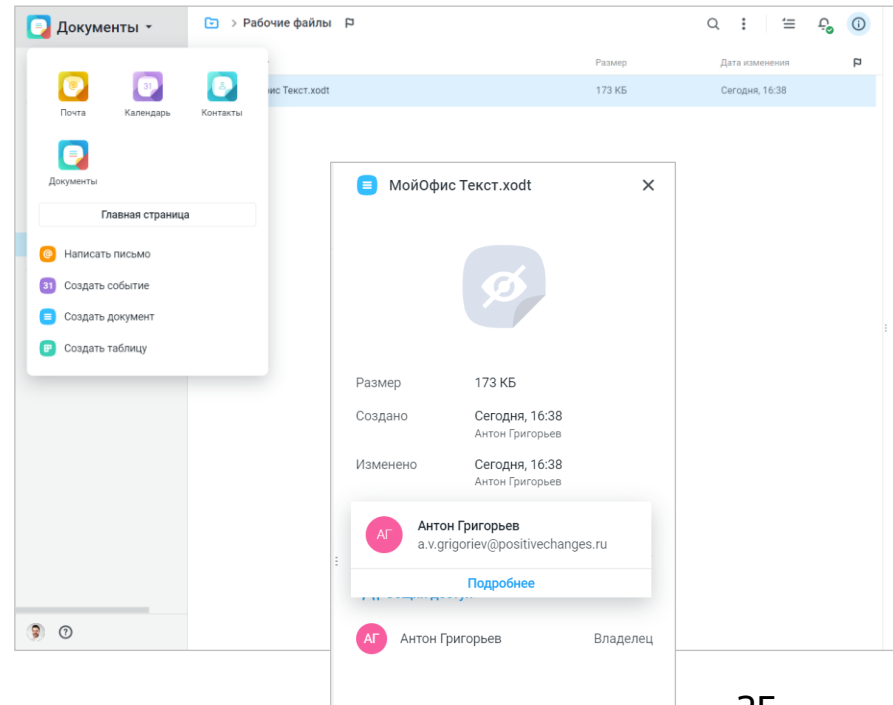 Документы
Рабочие файлы
Размер
Дата изменения
ис Текст.xodt
173 КБ
Сегодня, 16:38
31
Почта
Календарь
Контакты
Документы
Главная страница
@ Написать письмо
31 Создать событие
Создать документ
Создать таблицу
МойОфис Текст.xodt
Размер 173 КБ
Создано Сегодня, 16:38
Антон Григорьев
Изменено Сегодня, 16:38
Антон Григорьев
АГ
Антон Григорьев
a.v.grigoriev@positivechanges.ru
Подробнее
АГ Антон Григорьев Владелец